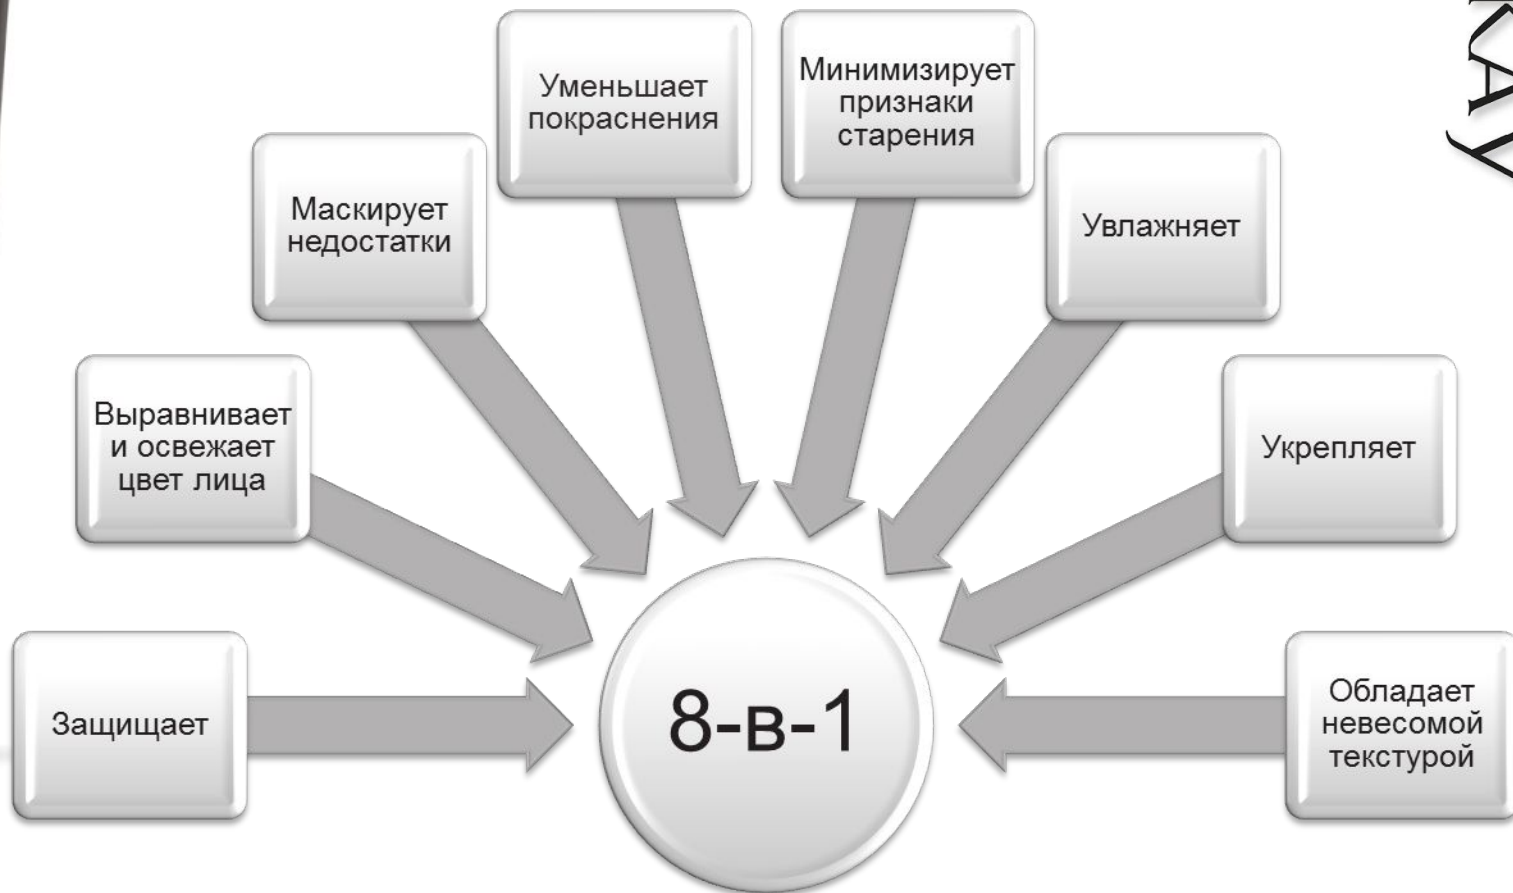 Уменьшает
покраснения
Минимизирует
признаки
старения
Маскирует
недостатки
Увлажняет
Выравнивает
и освежает
цвет лица
Укрепляет
Защищает
8-в-1
Обладает
невесомой
текстурой